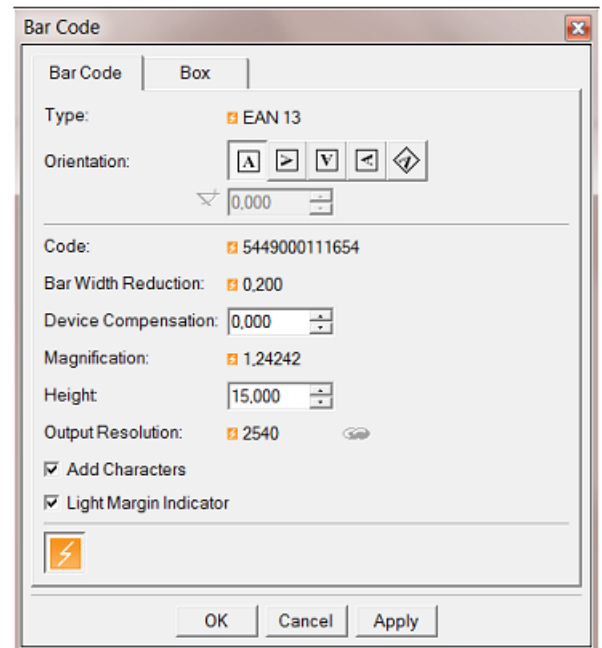 Bar Code
Bar Code Box
Type: EAN 13
Orientation: A A A A A
0,000
Code: 5449000111654
Bar Width Reduction: 0,200
Device Compensation: 0,000
Magnification: 1,24242
Height: 15,000
Output Resolution: 2540
Add Characters
Light Margin Indicator
OK Cancel Apply